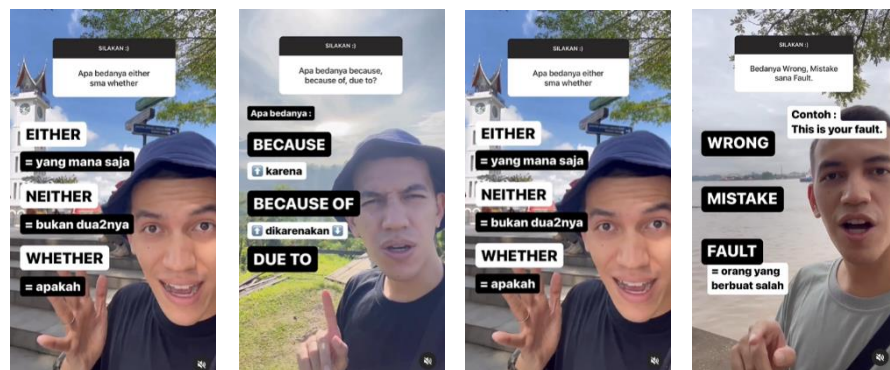 SILAKAN :)
Apa bedanya either
sma whether
EITHER
= yang mana saja
NEITHER
= bukan dua2nya
WHETHER
= apakah
SILAKAN :)
Apa bedanya because,
because of, due to?
Apa bedanya :
BECAUSE
⬆️ karena
BECAUSE OF
⬆️ dikarenakan ⬇️
DUE TO
SILAKAN :)
Apa bedanya either
sma whether
EITHER
= yang mana saja
NEITHER
= bukan dua2nya
WHETHER
= apakah
SILAKAN :)
Bedanya Wrong, Mistake
sana Fault.
Contoh :
This is your fault.
WRONG
MISTAKE
FAULT
= orang yang
berbuat salah